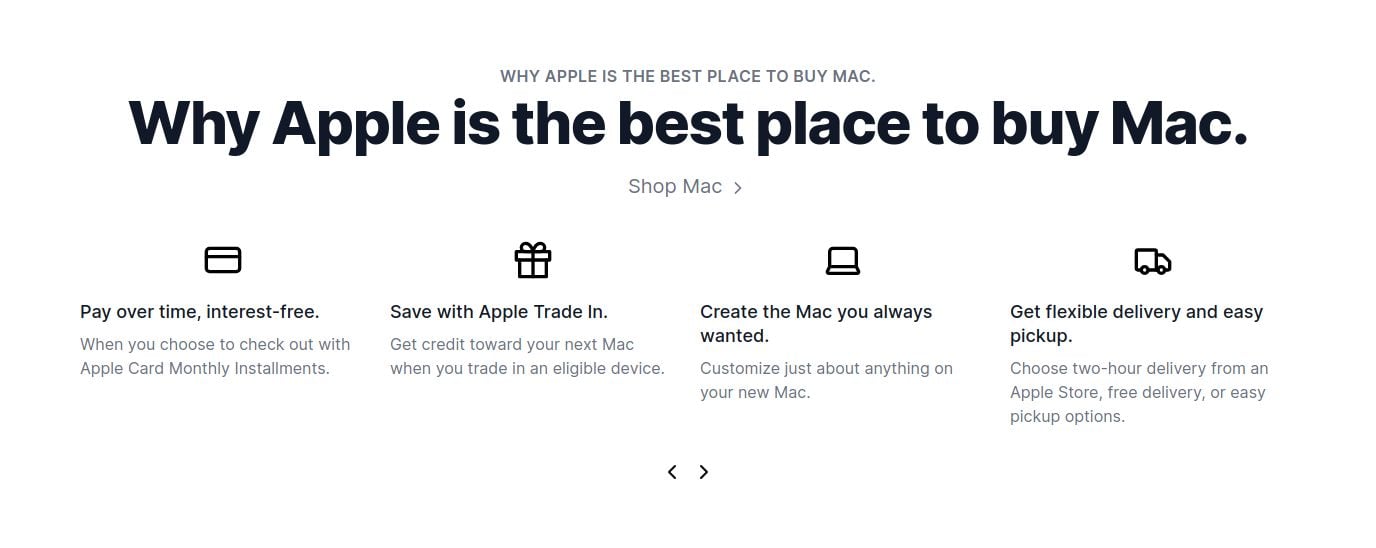 WHY APPLE IS THE BEST PLACE TO BUY MAC.
Why Apple is the best place to buy Mac.
Shop Mac
Pay over time, interest-free.
When you choose to check out with
Apple Card Monthly Installments.
Save with Apple Trade In.
Get credit toward your next Mac
when you trade in an eligible device.
Create the Mac you always
wanted.
Customize just about anything on
your new Mac.
Get flexible delivery and easy
pickup.
Choose two-hour delivery from an
Apple Store, free delivery, or easy
pickup options.